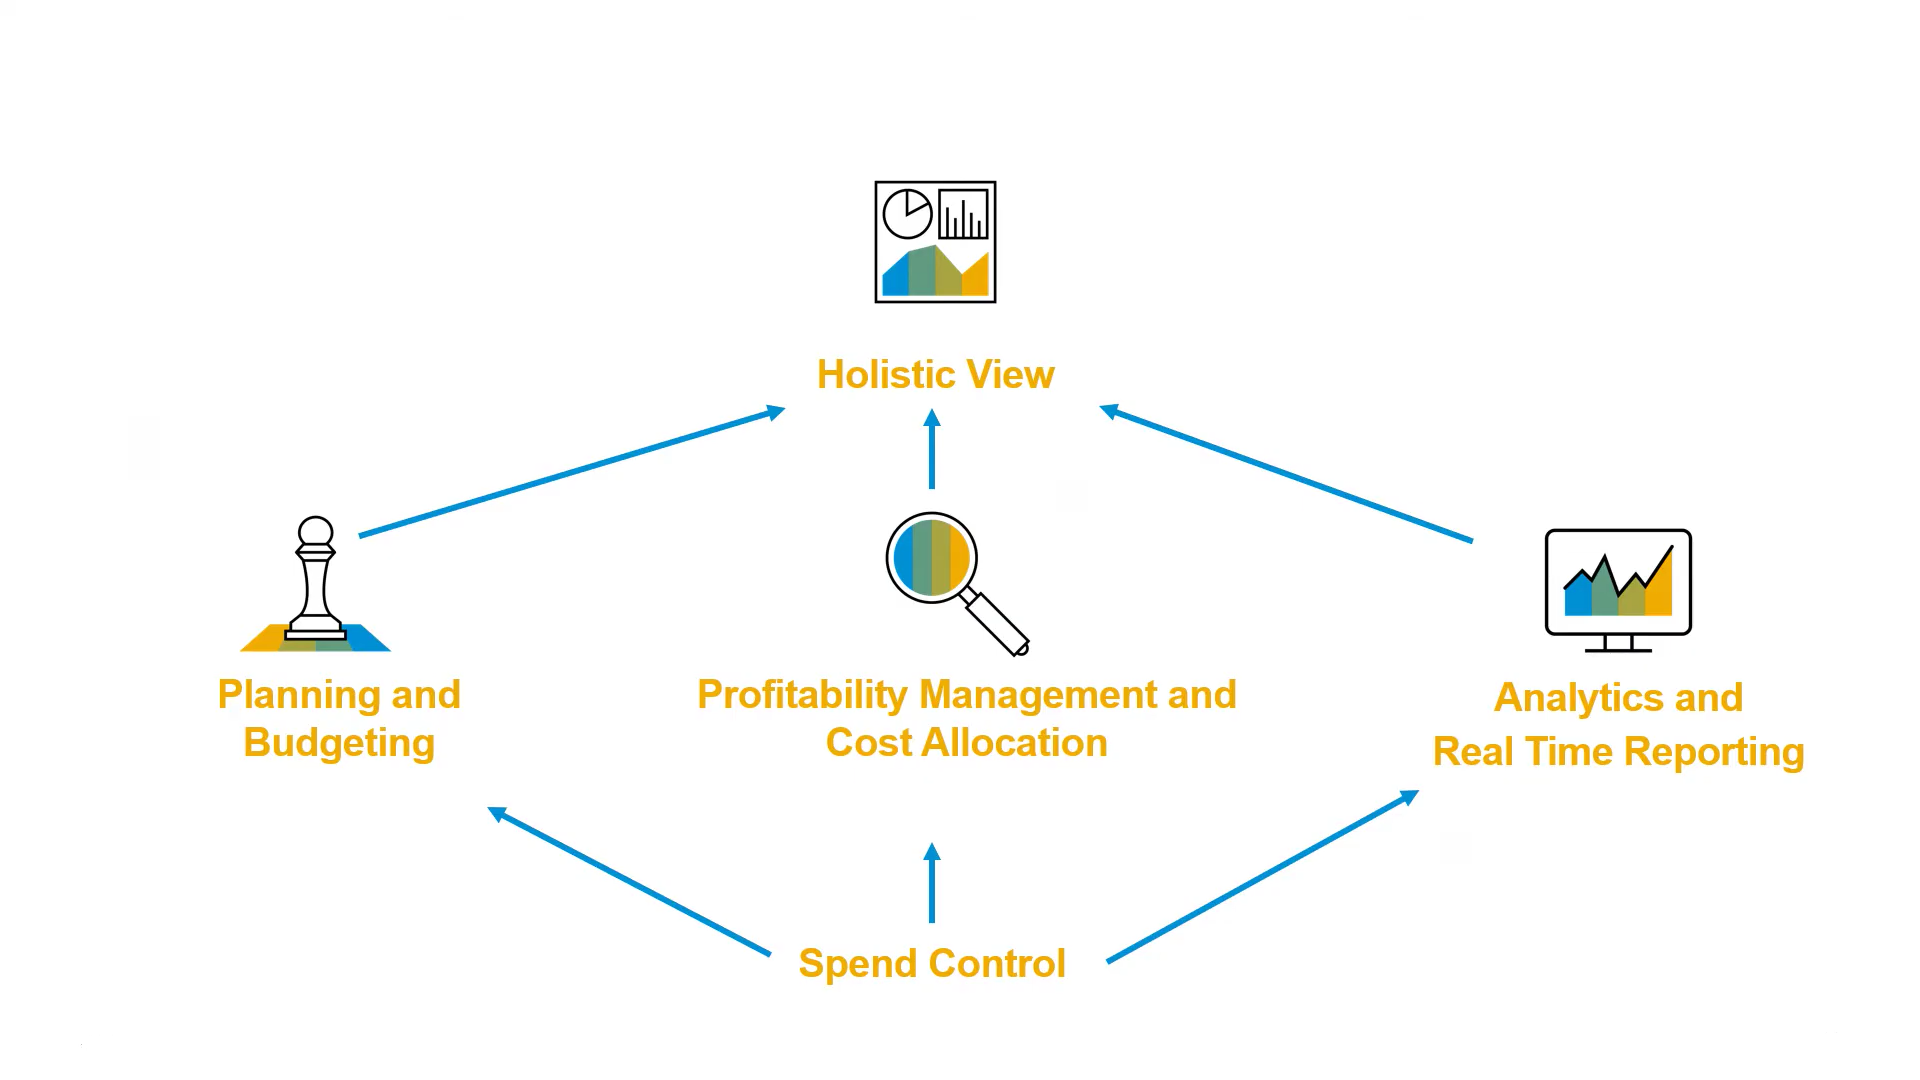 Holistic View
Planning and
Budgeting
Profitability Management and
Cost Allocation
Analytics and
Real Time Reporting
Spend Control